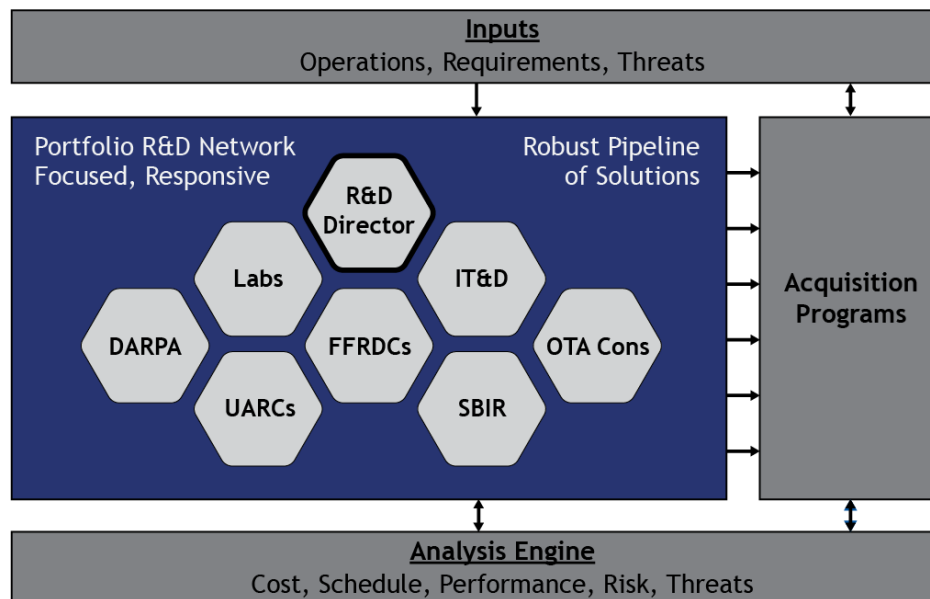 Inputs
Operations, Requirements, Threats
Portfolio R&D Network
Focused, Responsive
Robust Pipeline
of Solutions
R&D
Director
Labs
IT&D
DARPA
FFRDCs
OTA Cons
UARCs
SBIR
Acquisition
Programs
Analysis Engine
Cost, Schedule, Performance, Risk, Threats